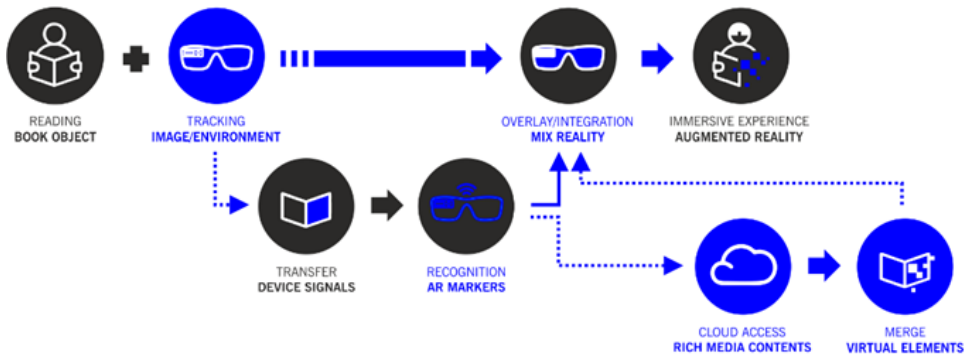 READING
BOOK OBJECT
TRACKING
IMAGE/ENVIRONMENT
OVERLAY/INTEGRATION
MIX REALITY
IMMERSIVE EXPERIENCE
AUGMENTED REALITY
TRANSFER
DEVICE SIGNALS
RECOGNITION
AR MARKERS
CLOUD ACCESS
RICH MEDIA CONTENTS
MERGE
VIRTUAL ELEMENTS